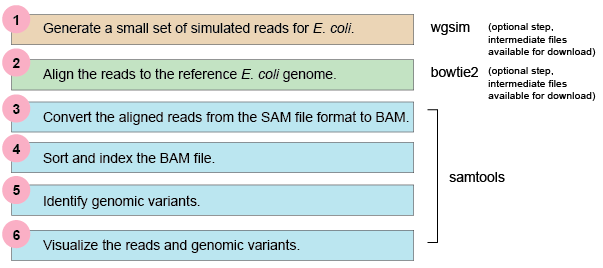 1 Generate a small set of simulated reads for E. coli. wgsim (optional step,
intermediate files
available for download)
2 Align the reads to the reference E. coli genome. bowtie2 (optional step,
intermediate files
available for download)
3 Convert the aligned reads from the SAM file format to BAM.
4 Sort and index the BAM file.
samtools
5 Identify genomic variants.
6 Visualize the reads and genomic variants.